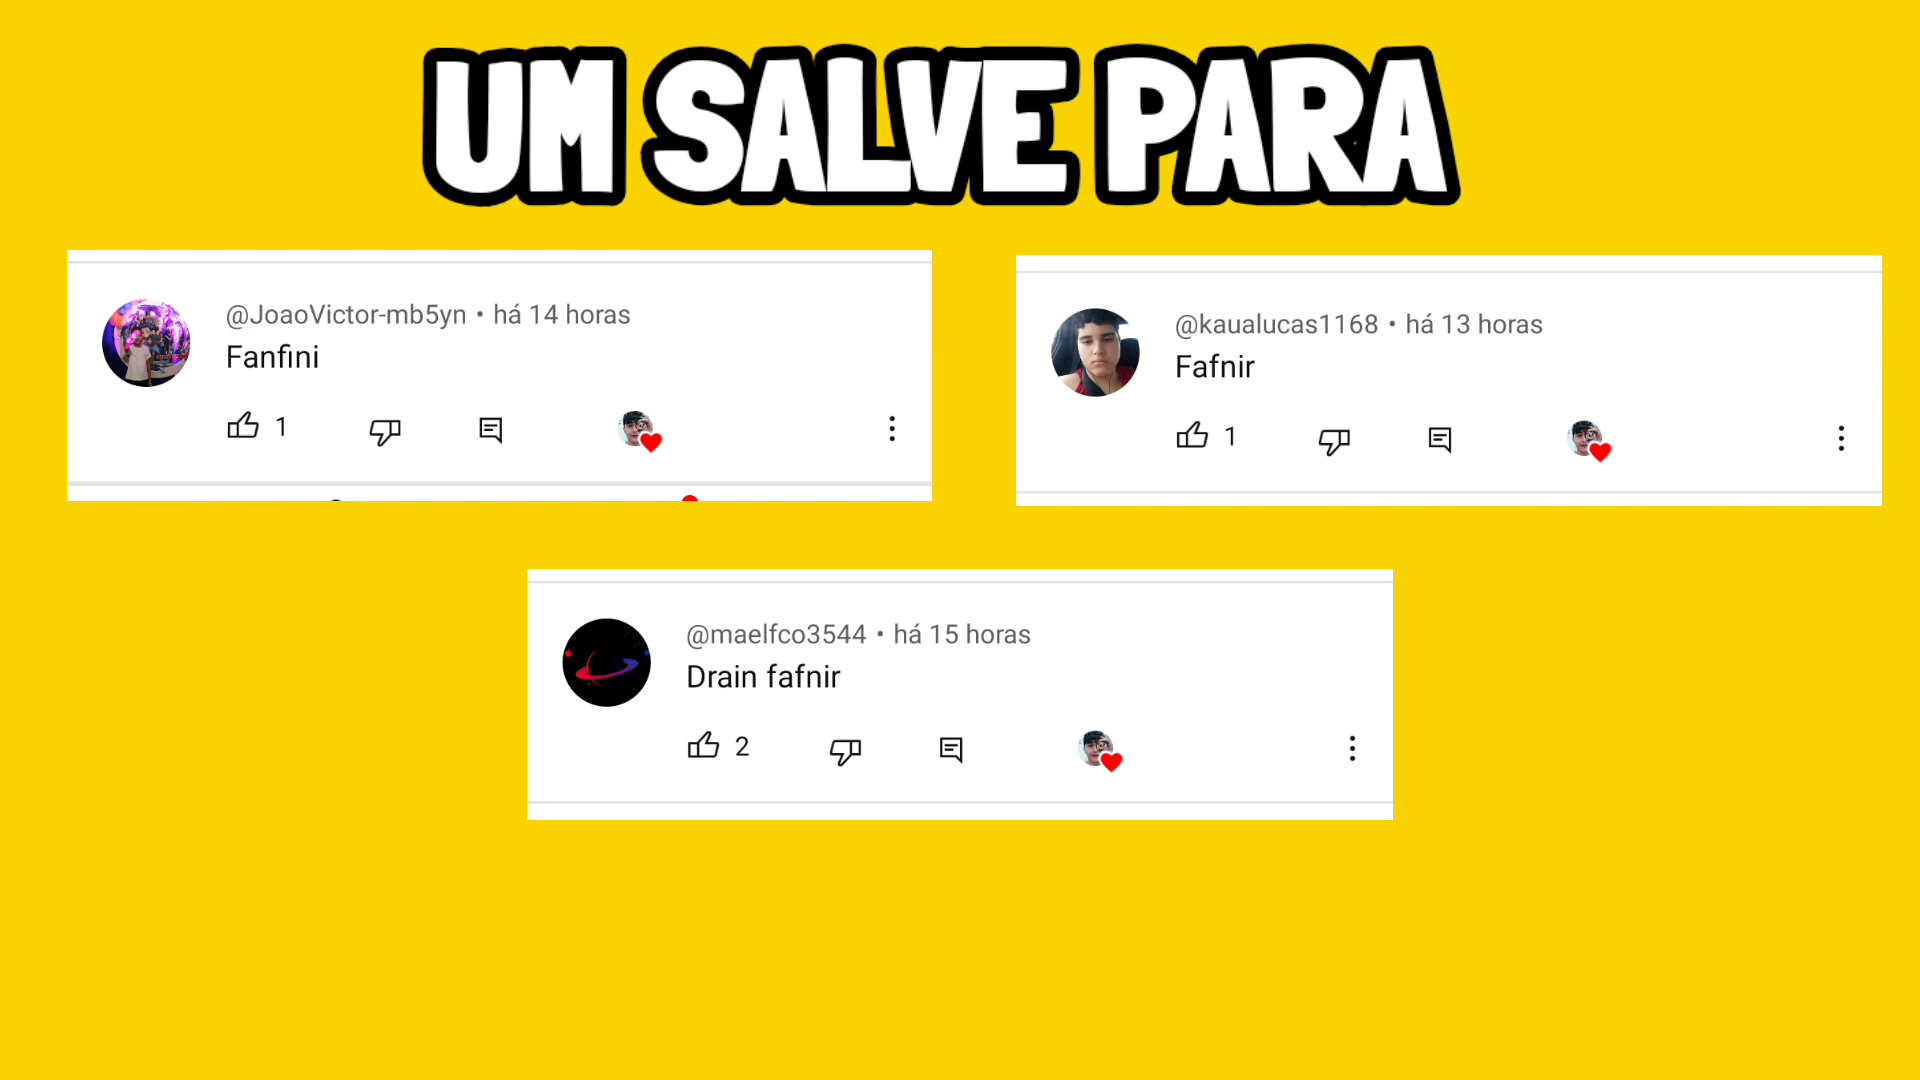 UM SALVE PARA
@JoaoVictor-mb5yn • há 14 horas
Fanfini
1
@kaualucas1168 • há 13 horas
Fafnir
1
@maelfco3544 • há 15 horas
Drain fafnir
2